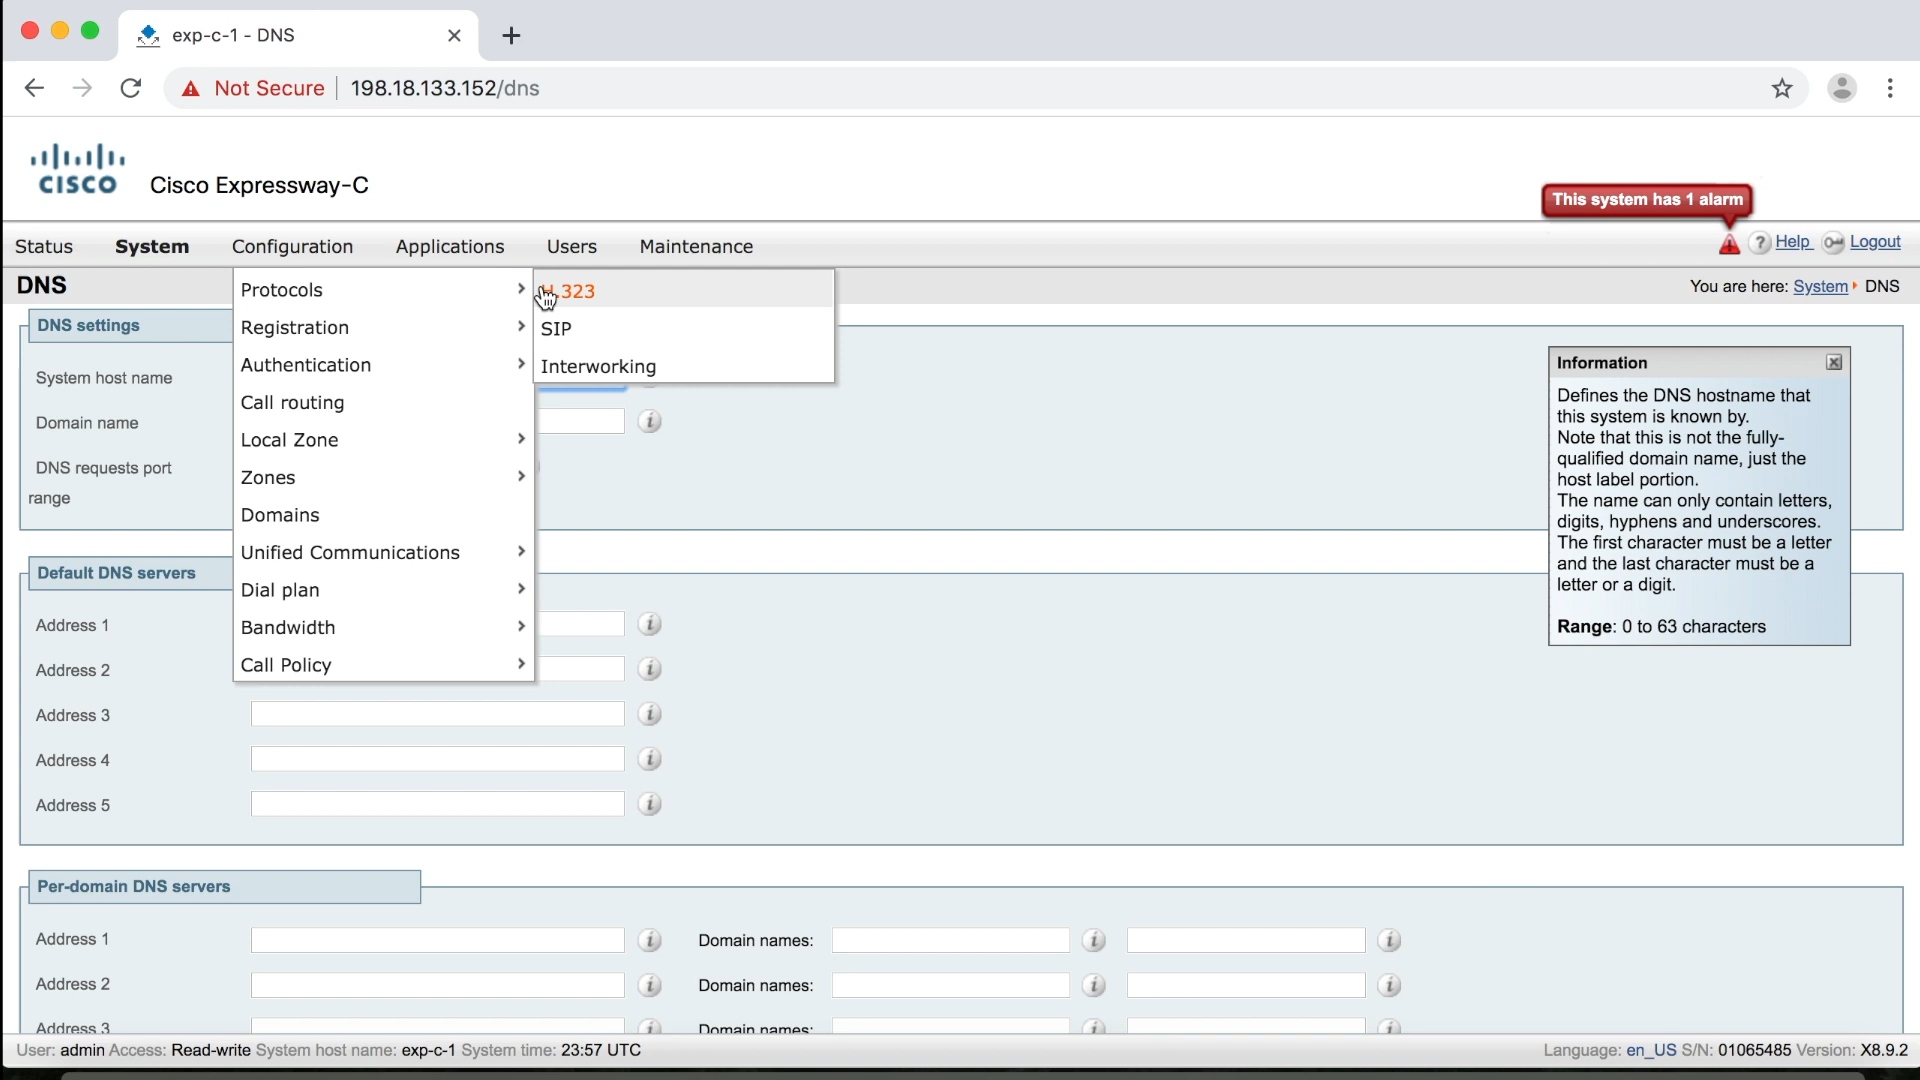 exp-c-1 - DNS
Not Secure 198.18.133.152/dns
CISCO Cisco Expressway-C
This system has 1 alarm
Status System Configuration Applications Users Maintenance
Help Logout
DNS
You are here: System DNS
Protocols
Registration
Authentication
Call routing
Local Zone
Zones
Domains
Unified Communications
Dial plan
Bandwidth
Call Policy
H.323
SIP
Interworking
DNS settings
System host name
Domain name
DNS requests port
range
Information
Defines the DNS hostname that
this system is known by.
Note that this is not the fully-
qualified domain name, just the
host label portion.
The name can only contain letters,
digits, hyphens and underscores.
The first character must be a letter
and the last character must be a
letter or a digit.
Range: 0 to 63 characters
Default DNS servers
Address 1
Address 2
Address 3
Address 4
Address 5
Per-domain DNS servers
Address 1 Domain names:
Address 2 Domain names:
Address 3 Domain names:
User: admin Access: Read-write System host name: exp-c-1 System time: 23:57 UTC
Language: en_US S/N: 01065485 Version: X8.9.2